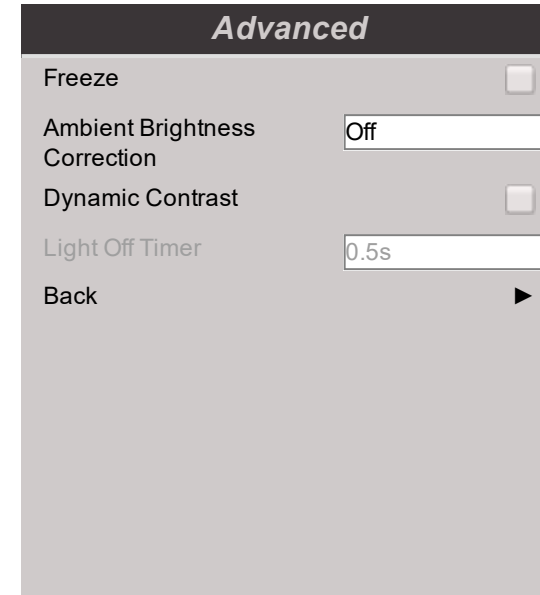 Advanced
Freeze
Ambient Brightness Off
Correction
Dynamic Contrast
Light Off Timer 0.5s
Back ►